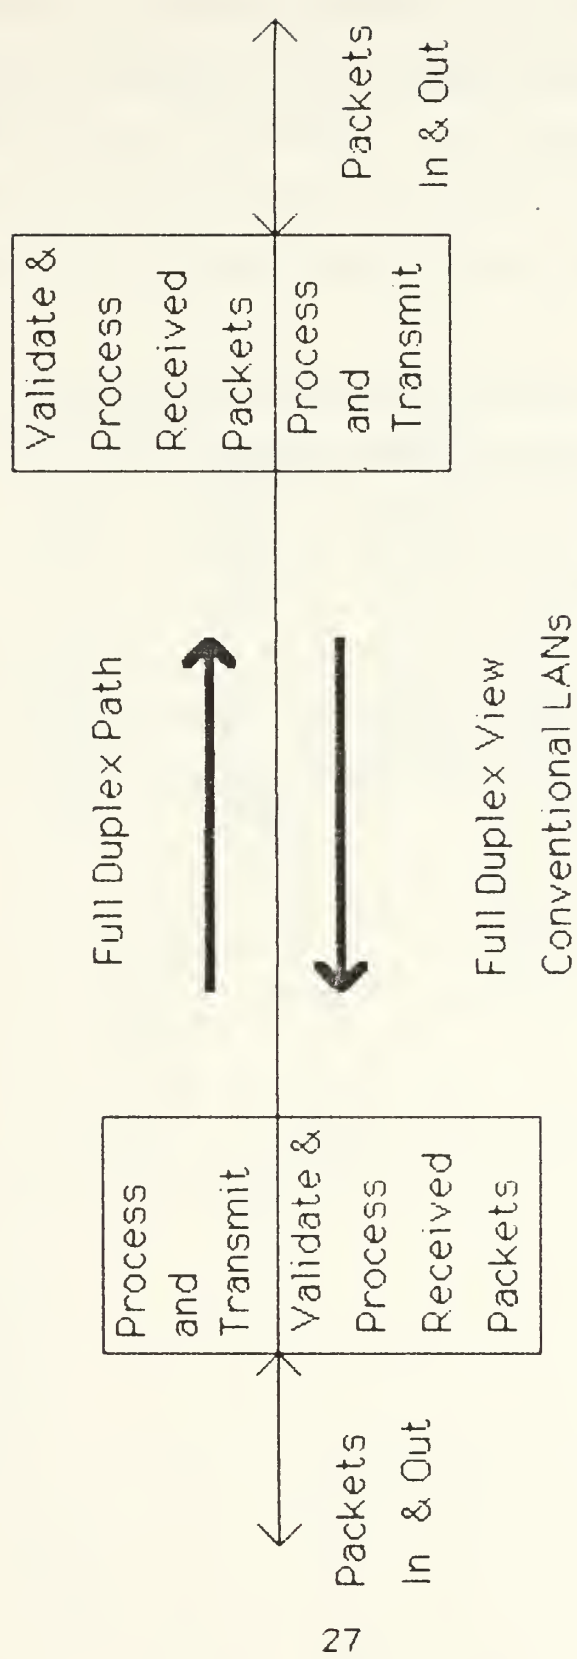 Full Duplex Path
Process
and
Transmit
Validate &
Process
Received
Packets
Validate &
Process
Received
Packets
Process
and
Transmit
Packets
In & Out
Packets
In & Out
Full Duplex View
Conventional LANs
27